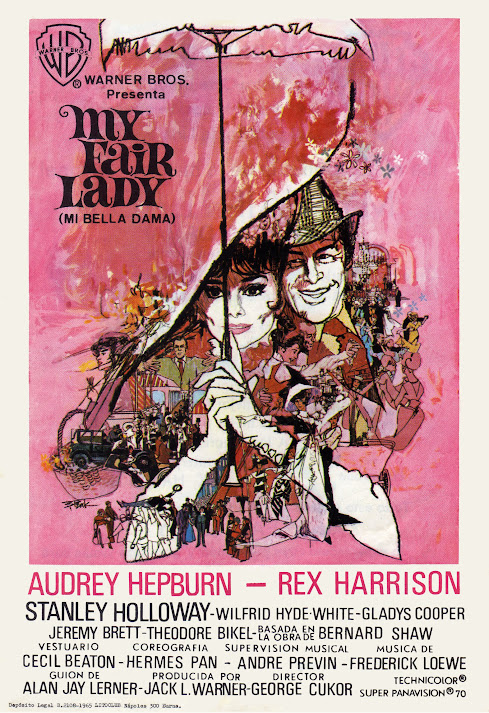 WB
WARNER BROS.
® WARNER BROS.
Presenta
MY
FAIR
LADY
(MI BELLA DAMA)
AUDREY HEPBURN — REX HARRISON
STANLEY HOLLOWAY-WILFRID HYDE-WHITE-GLADYS COOPER
JEREMY BRETT-THEODORE BIKEL-BASADA EN LA OBRA DE BERNARD SHAW
VESTUARIO COREOGRAFIA SUPERVISION MUSICAL MUSICA DE
CECIL BEATON - HERMES PAN - ANDRE PREVIN - FREDERICK LOEWE
GUION DE PRODUCIDA POR DIRECTOR TECHNICOLOR®
ALAN JAY LERNER-JACK L.WARNER-GEORGE CUKOR SUPER PANAVISION® 70
Depósito Legal B.2108-1965 Nápoles 300 Barna.